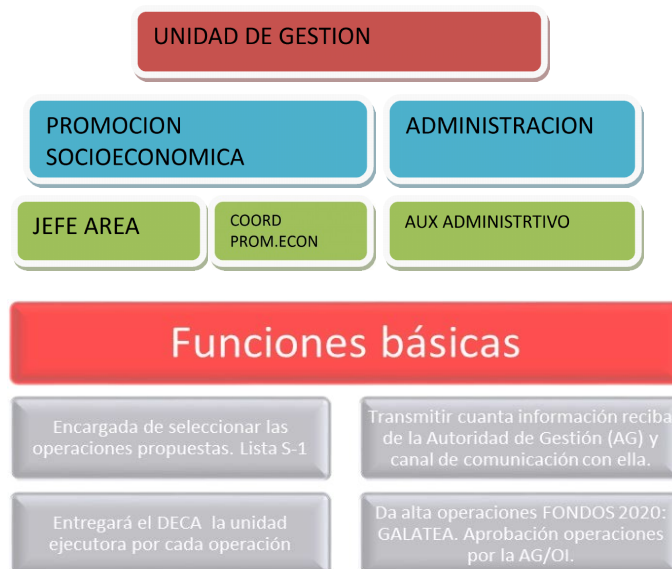 UNIDAD DE GESTION
PROMOCION
SOCIOECONOMICA
ADMINISTRACION
JEFE AREA
COORD
PROM.ECON
AUX ADMINISTRTIVO
Funciones básicas
Encargada de seleccionar las
operaciones propuestas. Lista S-1
Transmitir cuanta información reciba
de la Autoridad de Gestión (AG) y
canal de comunicación con ella.
Entregará el DECA la unidad
ejecutora por cada operación
Da alta operaciones FONDOS 2020:
GALATEA. Aprobación operaciones
por la AG/OI.